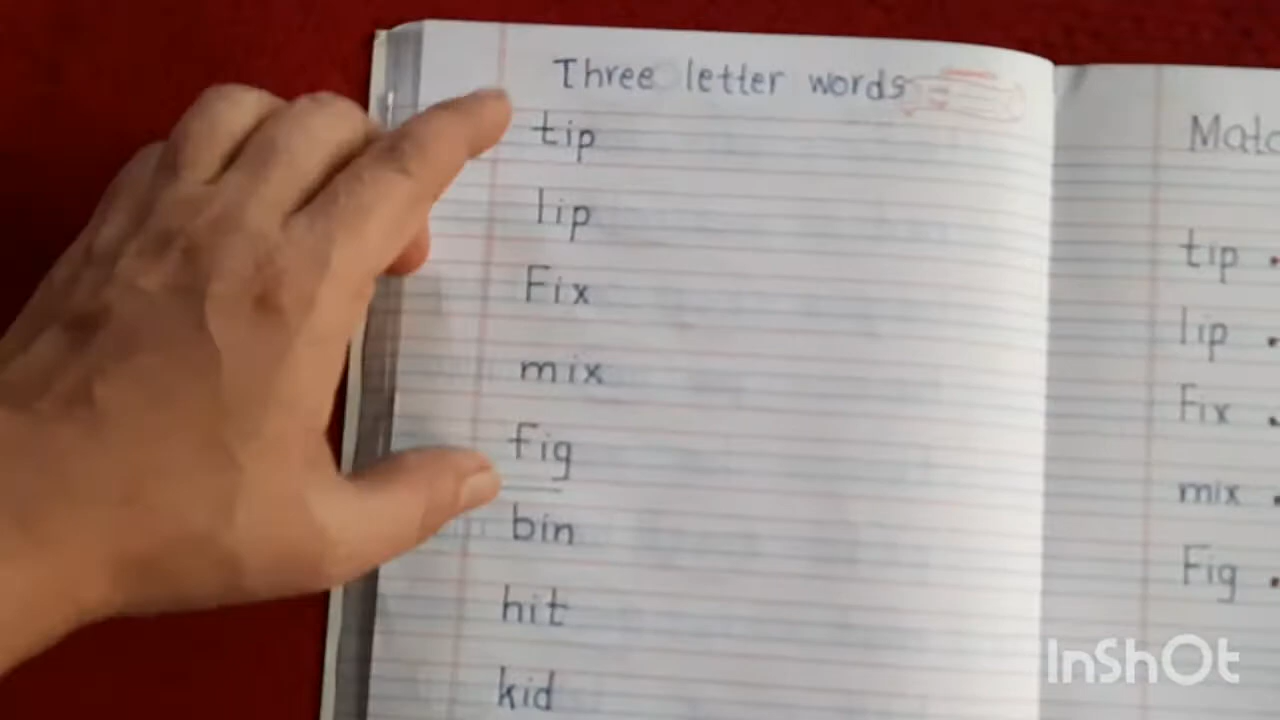 Three letter words
tip
lip
Fix
mix
fig
bin
hit
kid
tip
lip
Fix
mix
Fig
InShOt